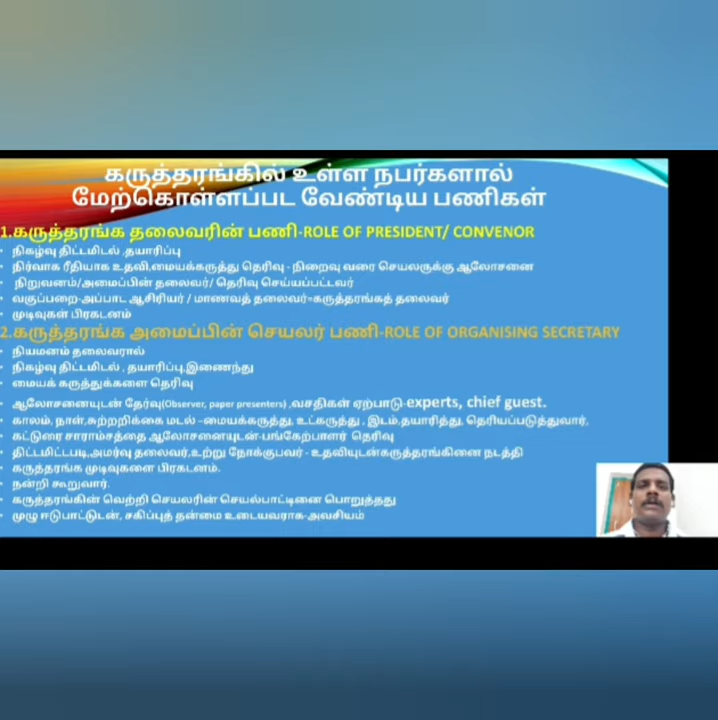 கருத்தரங்கில் உள்ள நபர்களால்
மேற்கொள்ளப்பட வேண்டிய பணிகள்
1.கருத்தரங்க தலைவரின் பணி-ROLE OF PRESIDENT/ CONVENOR
• நிகழ்வு திட்டமிடல் ,தயாரிப்பு
• நிர்வாக ரீதியாக உதவி,மையக்கருத்து தெரிவு - நிறைவு வரை செயலருக்கு ஆலோசனை
• நிறுவனம்/அமைப்பின் தலைவர்/ தெரிவு செய்யப்பட்டவர்
• வகுப்பறை-அப்பாட ஆசிரியர் / மாணவத் தலைவர்=கருத்தரங்கத் தலைவர்
• முடிவுகள் பிரகடனம்
2.கருத்தரங்க அமைப்பின் செயலர் பணி-ROLE OF ORGANISING SECRETARY
• நியமனம் தலைவரால்
• நிகழ்வு திட்டமிடல் , தயாரிப்பு,இணைந்து
• மையக் கருத்துக்களை தெரிவு
• ஆலோசனையுடன் தேர்வு(Observer, paper presenters) ,வசதிகள் ஏற்பாடு-experts, chief guest.
• காலம், நாள்,சுற்றறிக்கை மடல் –மையக்கருத்து, உட்கருத்து , இடம்,தயாரித்து, தெரியப்படுத்துவார்,
• கட்டுரை சாராம்சத்தை ஆலோசனையுடன்-பங்கேற்பாளர் தெரிவு
• திட்டமிட்டபடி,அமர்வு தலைவர்,உற்று நோக்குபவர் - உதவியுடன்கருத்தரங்கினை நடத்தி
• கருத்தரங்க முடிவுகளை பிரகடனம்.
• நன்றி கூறுவார்.
• கருத்தரங்கின் வெற்றி செயலரின் செயல்பாட்டினை பொறுத்தது
• முழு ஈடுபாட்டுடன், சகிப்புத் தன்மை உடையவராக-அவசியம்